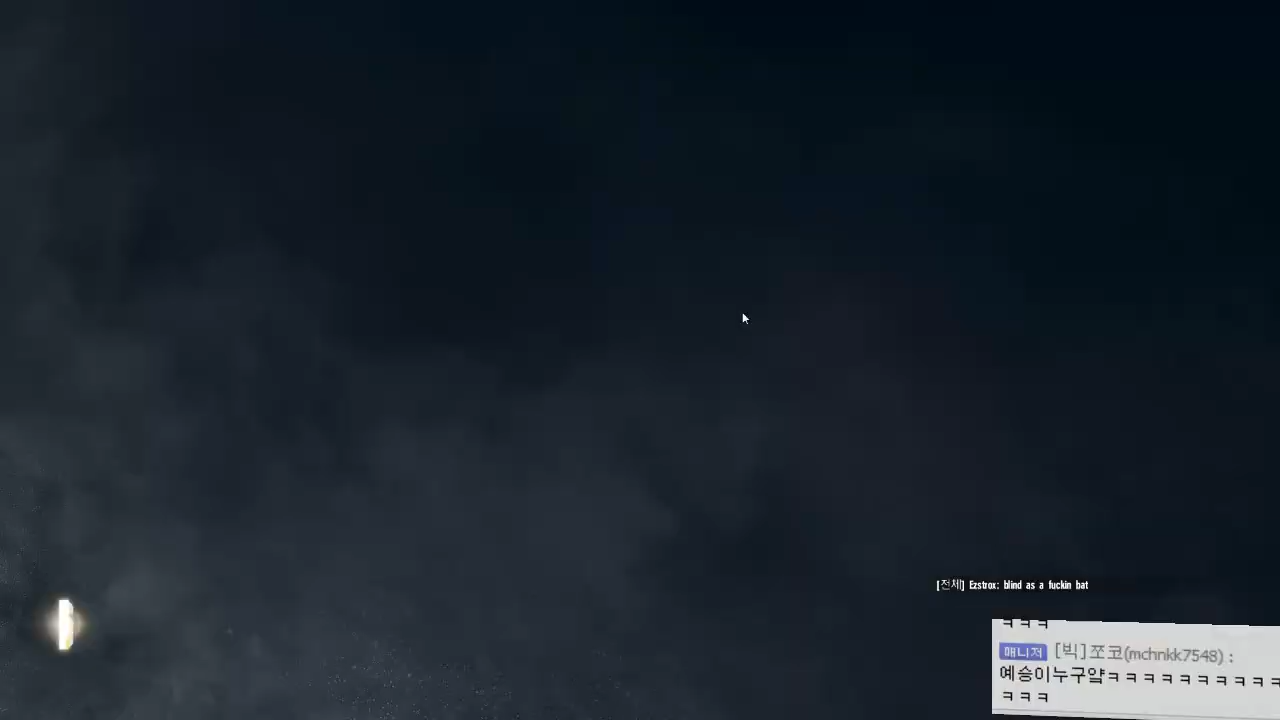 [전체] Ezstrox: blind as a fuckin bat
ㅋㅋㅋ
매니저 [빅]쪼코(mchnkk7548) :
예승이누구얔ㅋㅋㅋㅋㅋㅋㅋㅋㅋㅋ
ㅋㅋㅋ